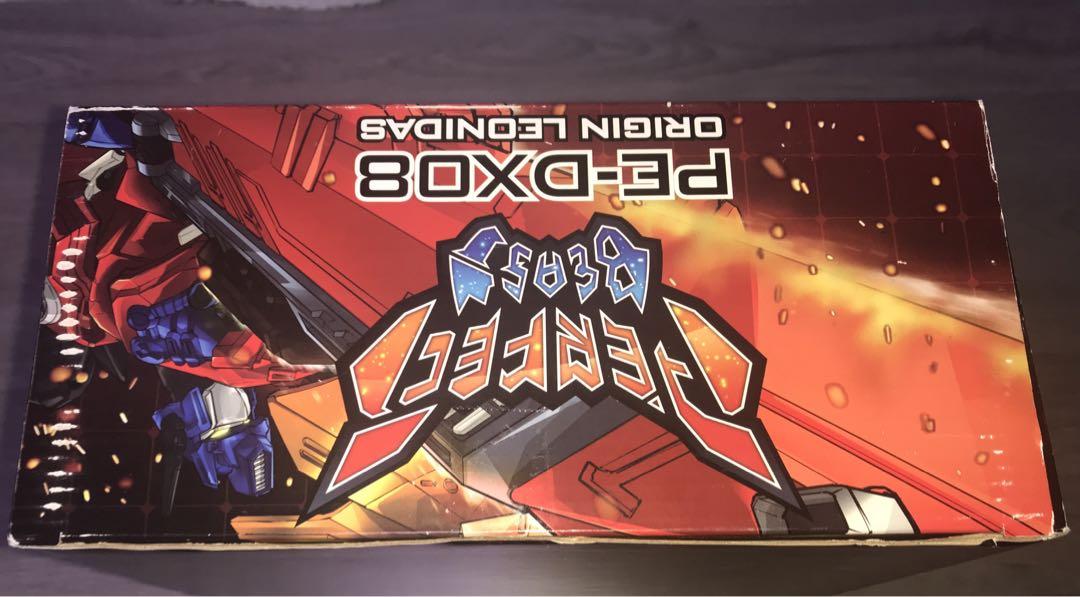 PERFECT
BEAST
PE-DX08
ORIGIN LEONIDAS